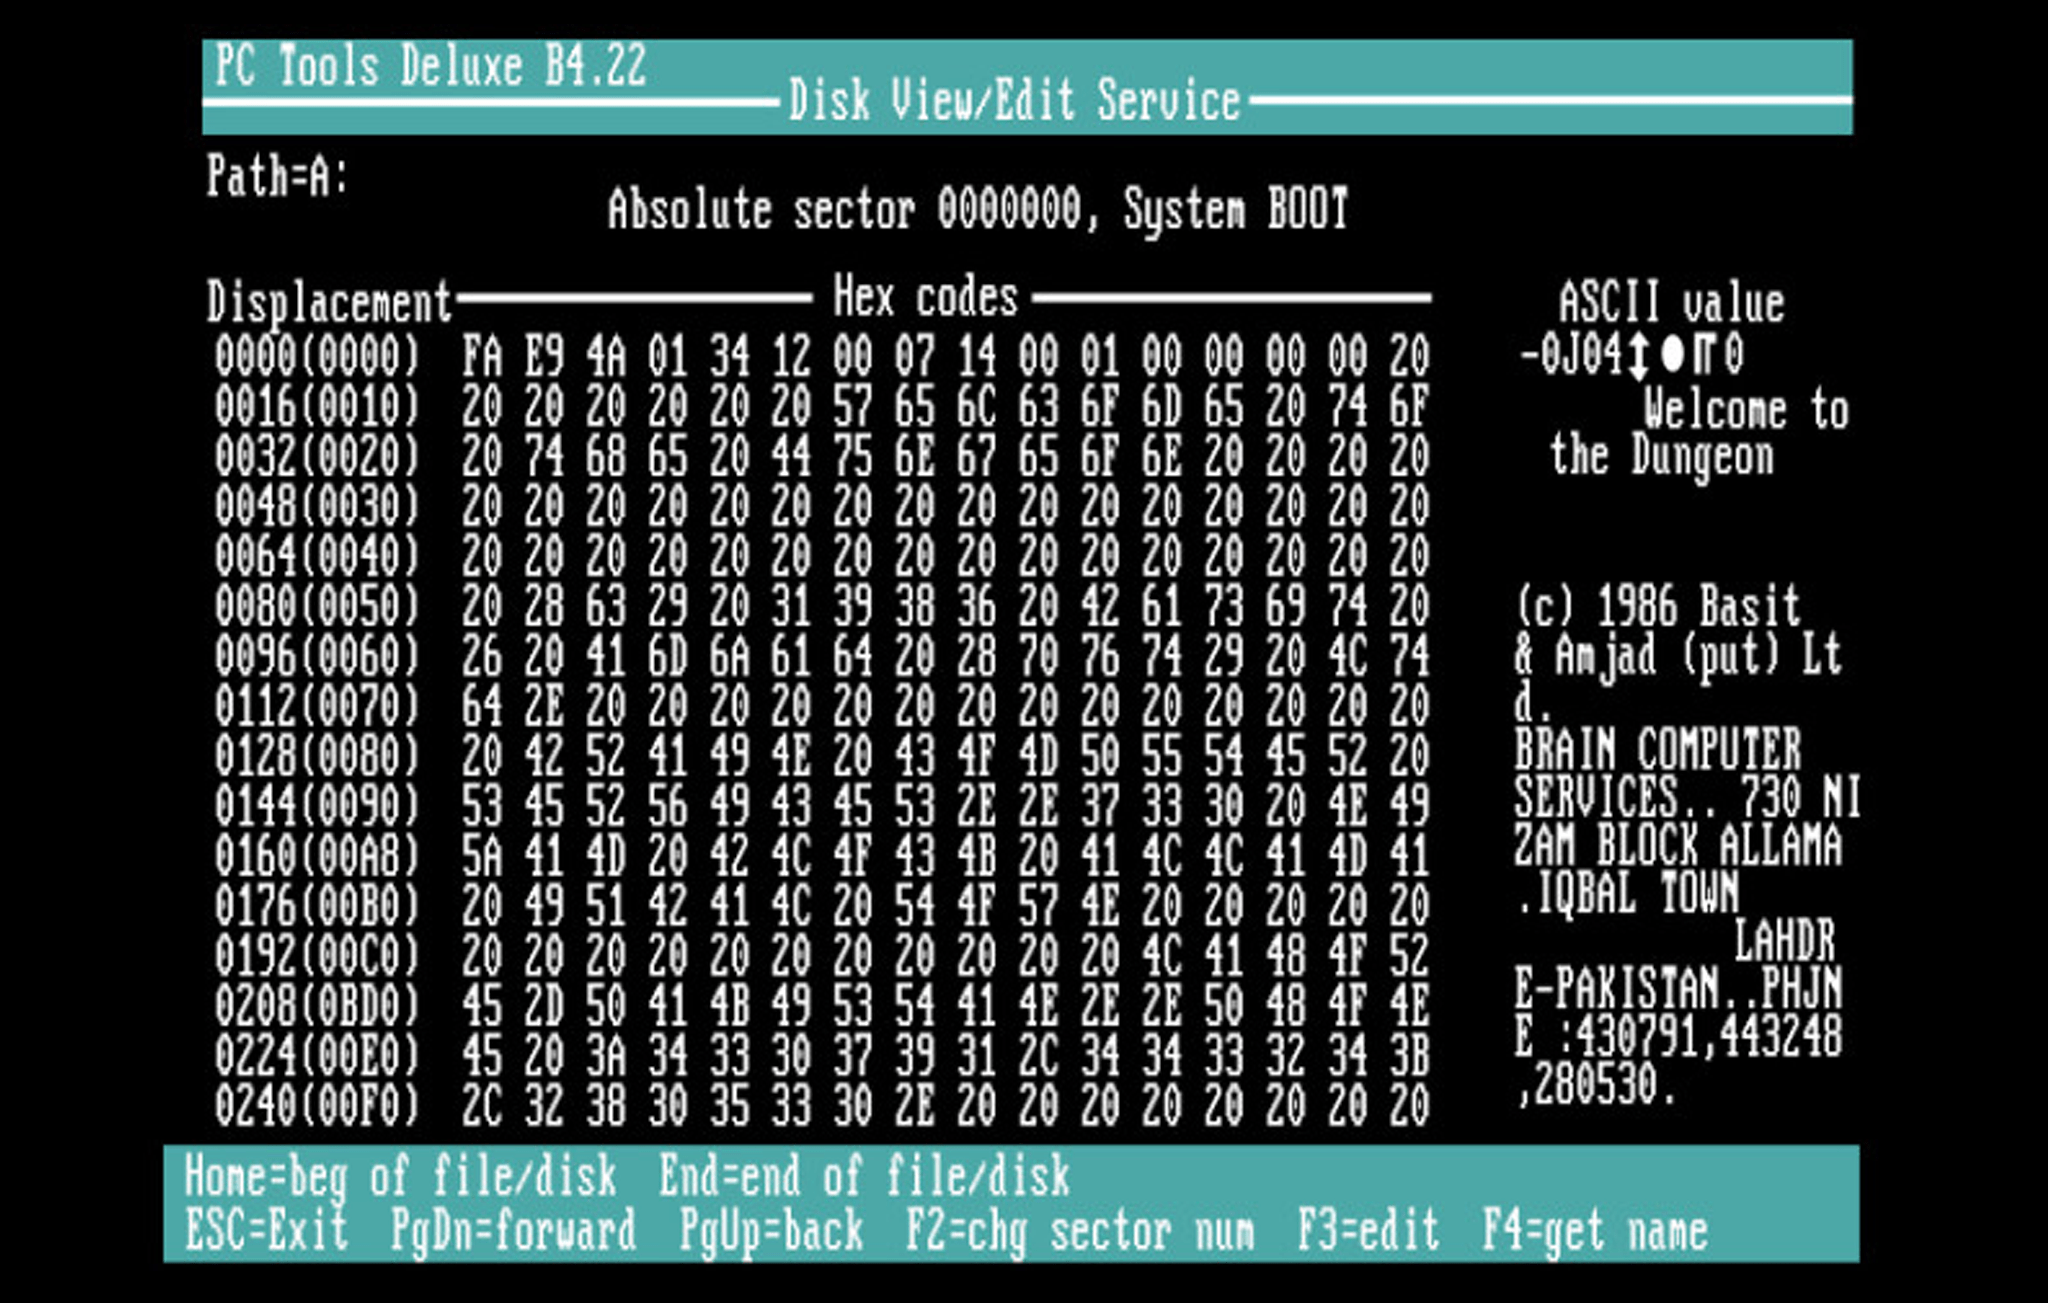 PC Tools Deluxe B4.22
Disk View/Edit Service
Path=A:
Absolute sector 0000000, System BOOT
Displacement Hex codes ASCII value
0000(0000) FA E9 4A 01 34 12 00 07 14 00 01 00 00 00 00 20 -0J04↕●╓0
0016(0010) 20 20 20 20 20 20 57 65 6C 63 6F 6D 65 20 74 6F Welcome to
0032(0020) 20 74 68 65 20 44 75 6E 67 65 6F 6E 20 20 20 20 the Dungeon
0048(0030) 20 20 20 20 20 20 20 20 20 20 20 20 20 20 20 20
0064(0040) 20 20 20 20 20 20 20 20 20 20 20 20 20 20 20 20
0080(0050) 20 28 63 29 20 31 39 38 36 20 42 61 73 69 74 20 (c) 1986 Basit
0096(0060) 26 20 41 6D 6A 61 64 20 28 70 76 74 29 20 4C 74 & Amjad (put) Lt
0112(0070) 64 2E 20 20 20 20 20 20 20 20 20 20 20 20 20 20 d.
0128(0080) 20 42 52 41 49 4E 20 43 4F 4D 50 55 54 45 52 20 BRAIN COMPUTER
0144(0090) 53 45 52 56 49 43 45 53 2E 2E 37 33 30 20 4E 49 SERVICES.. 730 NI
0160(00A8) 5A 41 4D 20 42 4C 4F 43 4B 20 41 4C 4C 41 4D 41 ZAM BLOCK ALLAMA
0176(00B0) 20 49 51 42 41 4C 20 54 4F 57 4E 20 20 20 20 20 .IQBAL TOWN
0192(00C0) 20 20 20 20 20 20 20 20 20 20 20 4C 41 48 4F 52 LAHDR
0208(0BD0) 45 2D 50 41 4B 49 53 54 41 4E 2E 2E 50 48 4F 4E E-PAKISTAN..PHJN
0224(00E0) 45 20 3A 34 33 30 37 39 31 2C 34 34 33 32 34 3B E :430791,443248
0240(00F0) 2C 32 38 30 35 33 30 2E 20 20 20 20 20 20 20 20 ,280530.
Home=beg of file/disk End=end of file/disk
ESC=Exit PgDn=forward PgUp=back F2=chg sector num F3=edit F4=get name